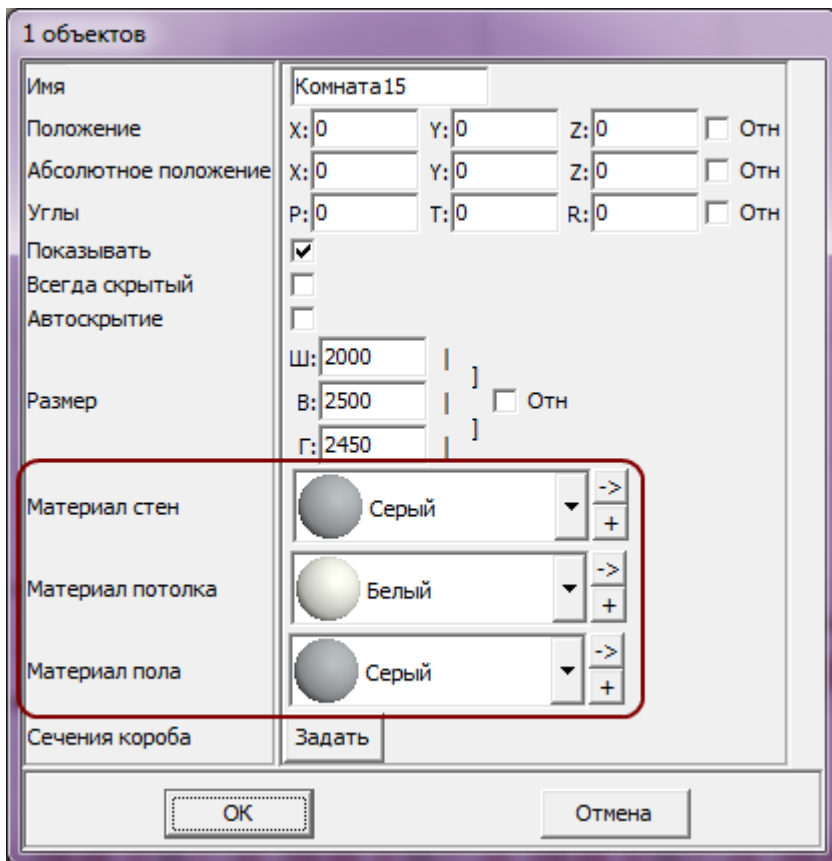 1 объектов
Имя Комната15
Положение X: 0 Y: 0 Z: 0 Отн
Абсолютное положение X: 0 Y: 0 Z: 0 Отн
Углы P: 0 T: 0 R: 0 Отн
Показывать
Всегда скрытый
Автоскрытие
Ш: 2000 | ]
Размер В: 2500 | Отн
Г: 2450 | ]
Материал стен Серый -> +
Материал потолка Белый -> +
Материал пола Серый -> +
Сечения короба Задать
ОК Отмена